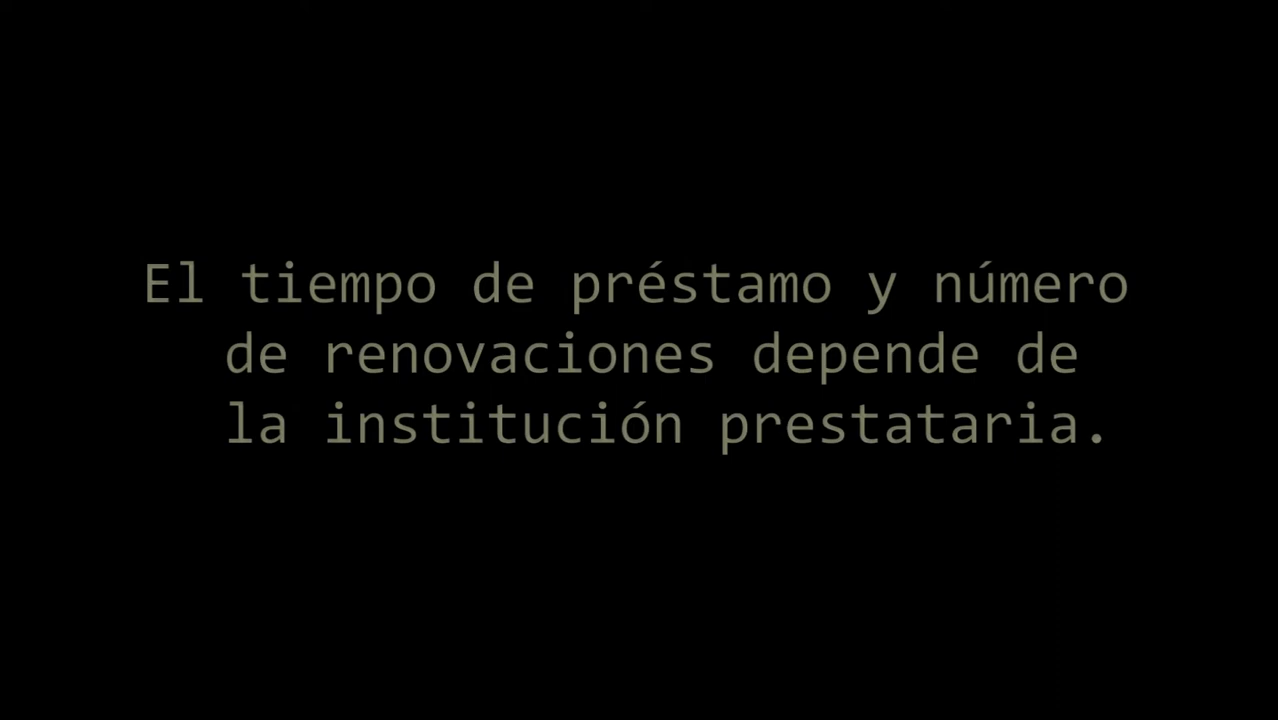 El tiempo de préstamo y número
de renovaciones depende de
la institución prestataria.